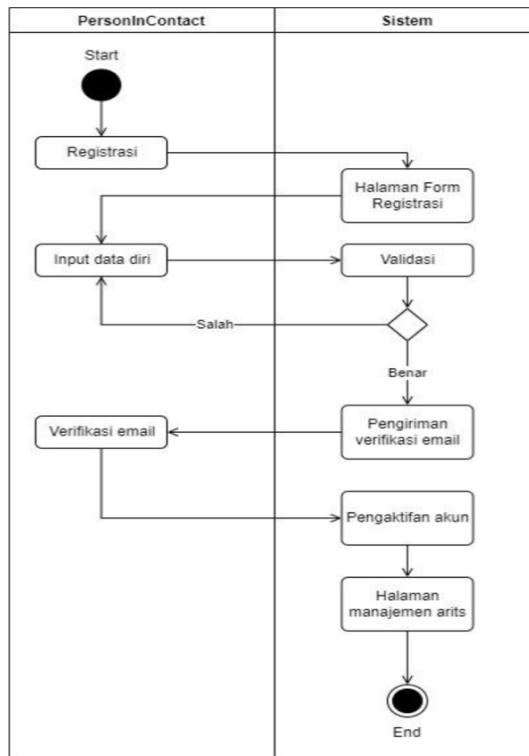 PersonInContact
Sistem
Start
Registrasi
Halaman Form
Registrasi
Input data diri
Validasi
Salah
Benar
Verifikasi email
Pengiriman
verifikasi email
Pengaktifan akun
Halaman
manajemen arits
End